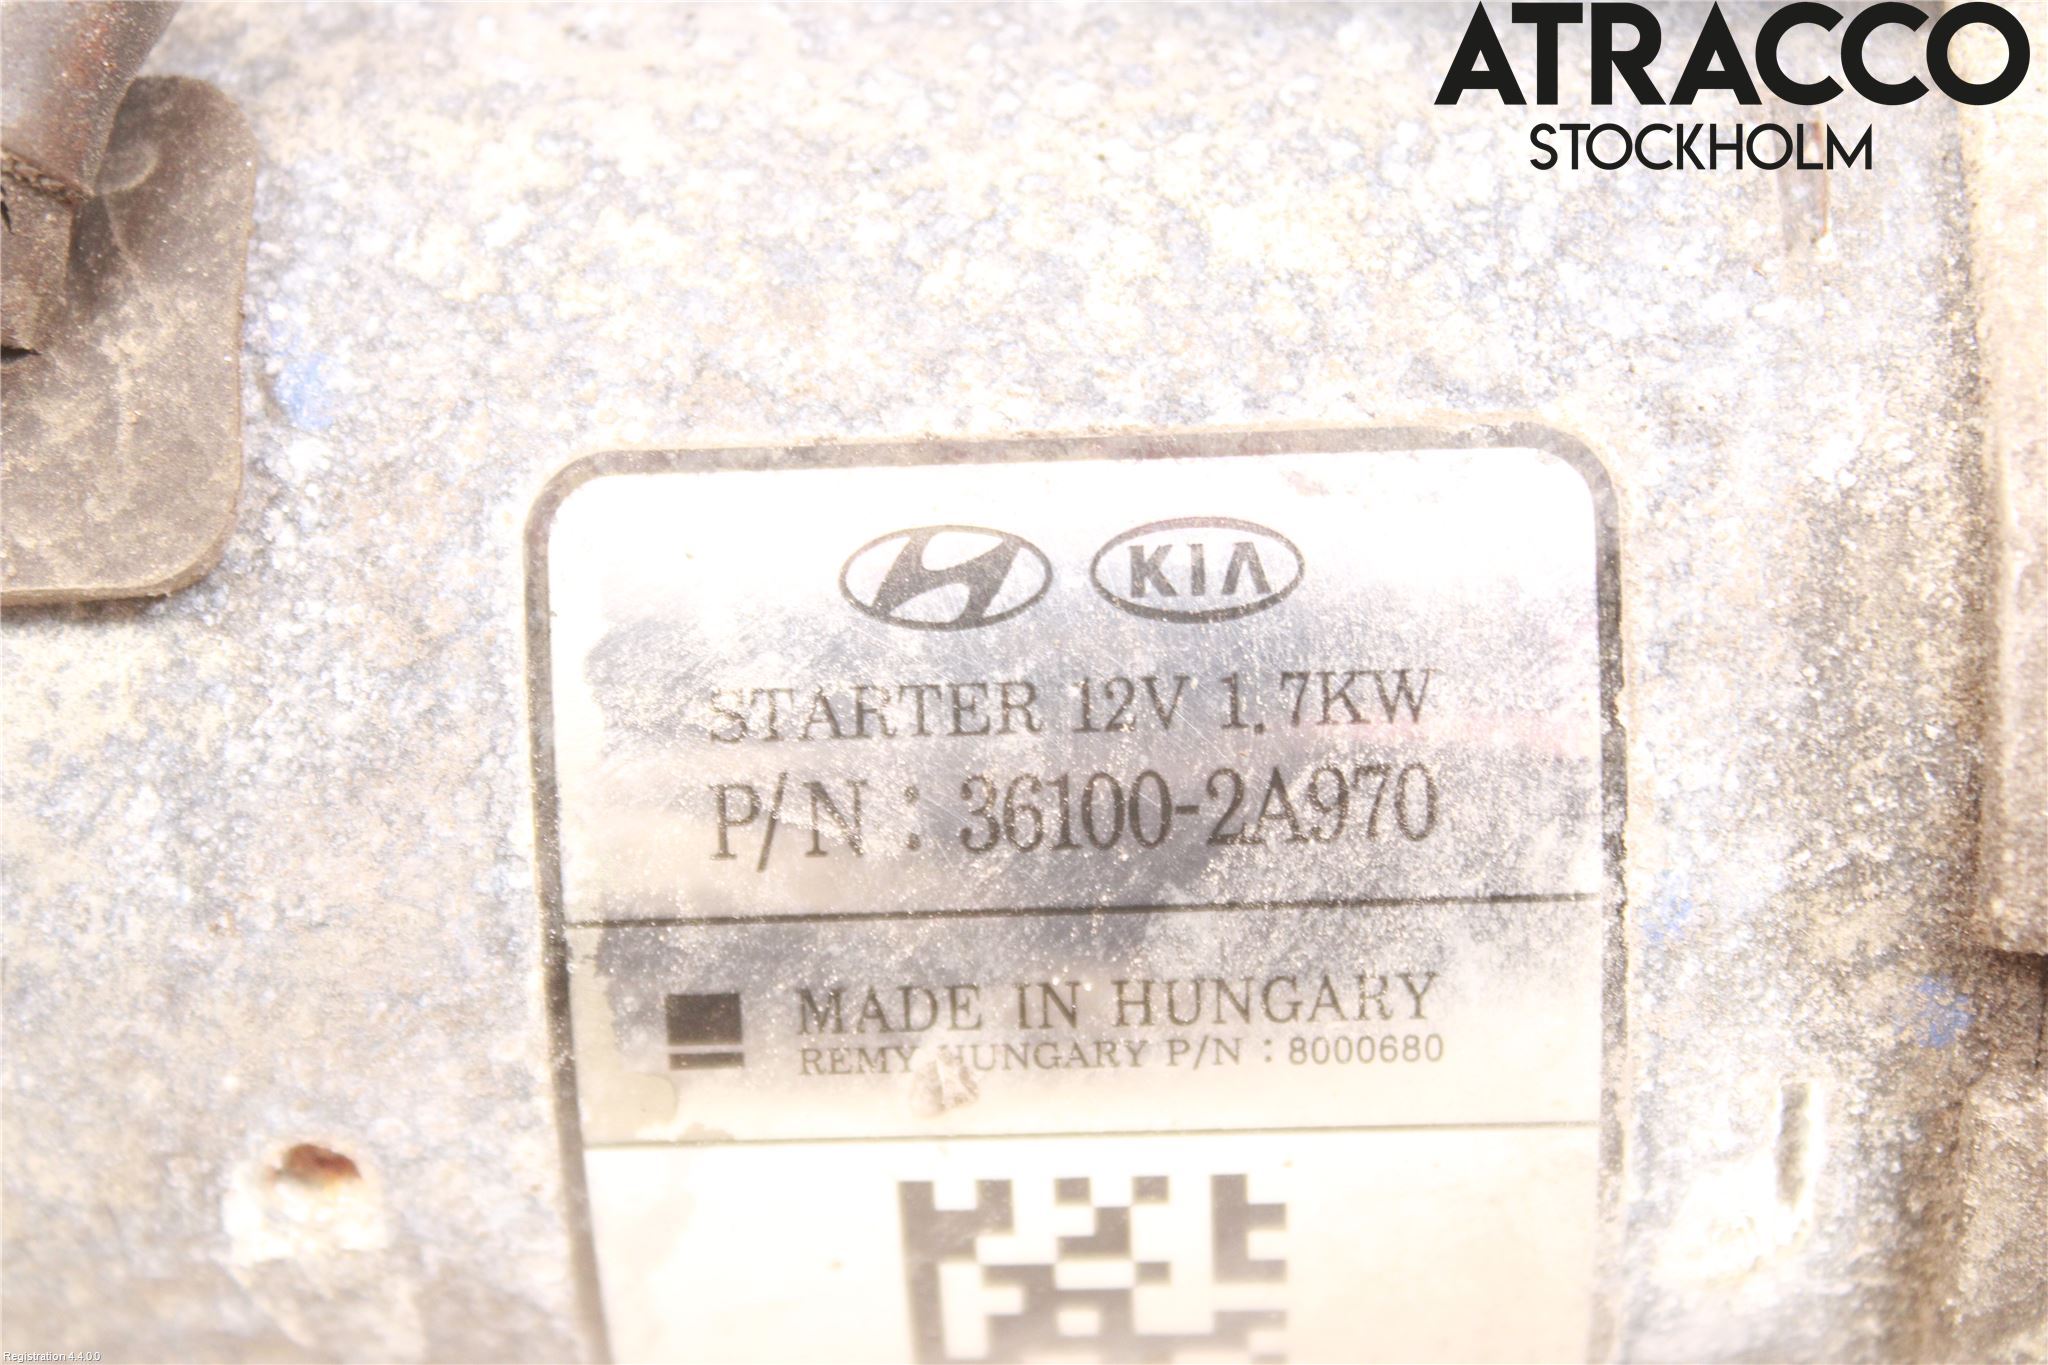 ATRACCO
STOCKHOLM
KIA
STARTER 12V 1.7KW
P/N : 36100-2A970
MADE IN HUNGARY
REMY HUNGARY P/N : 8000680
Registration 4.4.0.0